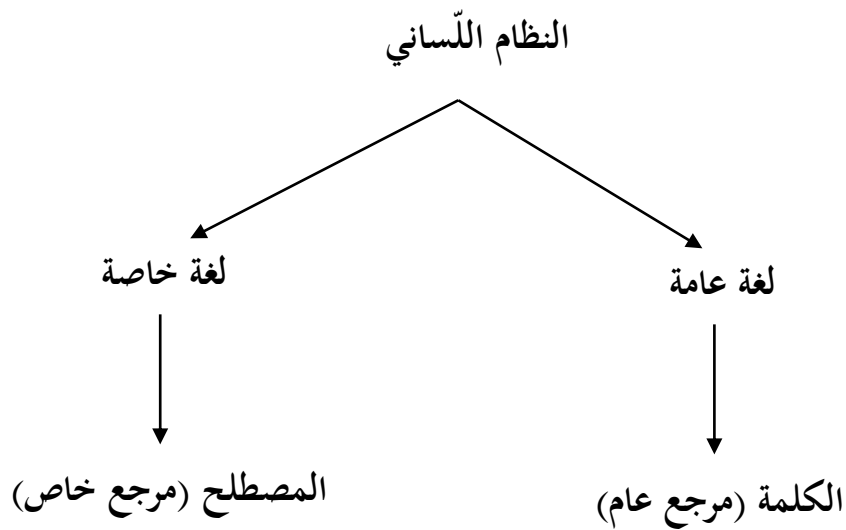 النظام اللّساني
لغة عامة
لغة خاصة
الكلمة (مرجع عام)
المصطلح (مرجع خاص)